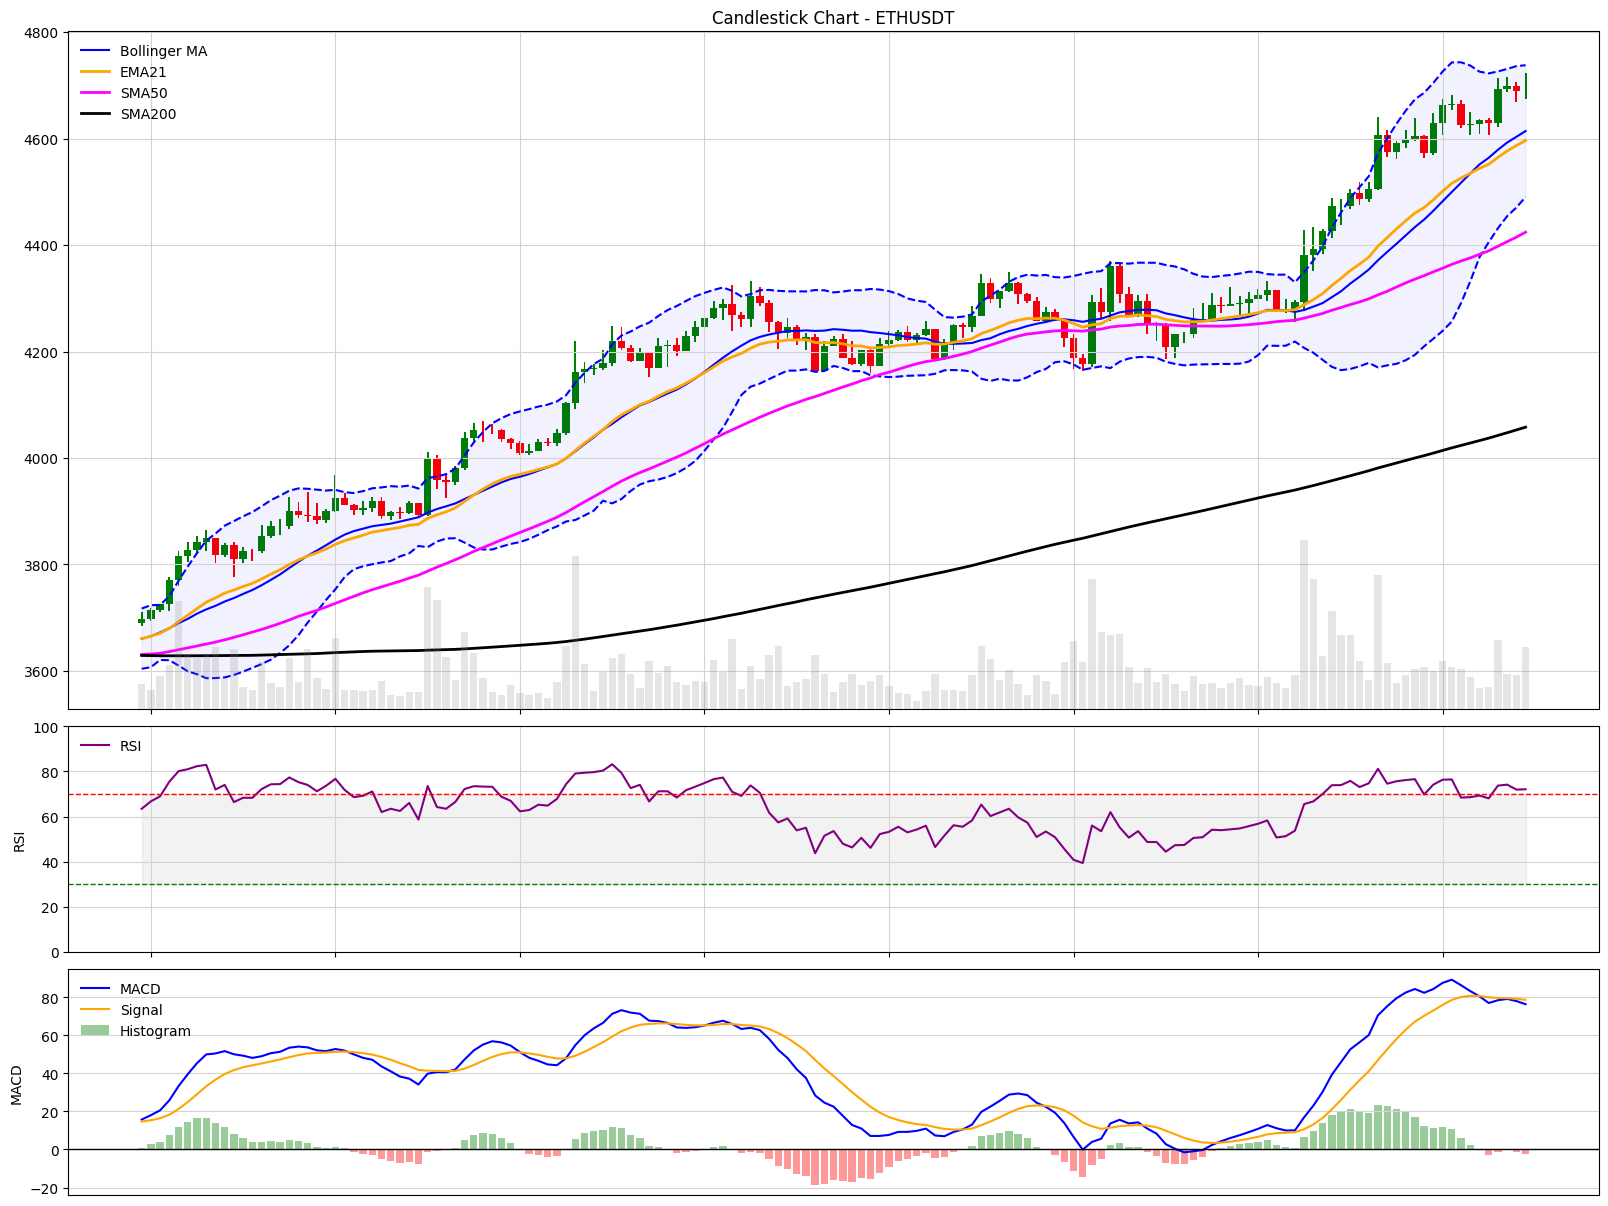 Candlestick Chart - ETHUSDT
4800
4600
4400
4200
4000
3800
3600
Bollinger MA
EMA21
SMA50
SMA200
100
80
60
40
20
0
RSI
RSI
80
60
40
20
0
−20
MACD
MACD
Signal
Histogram